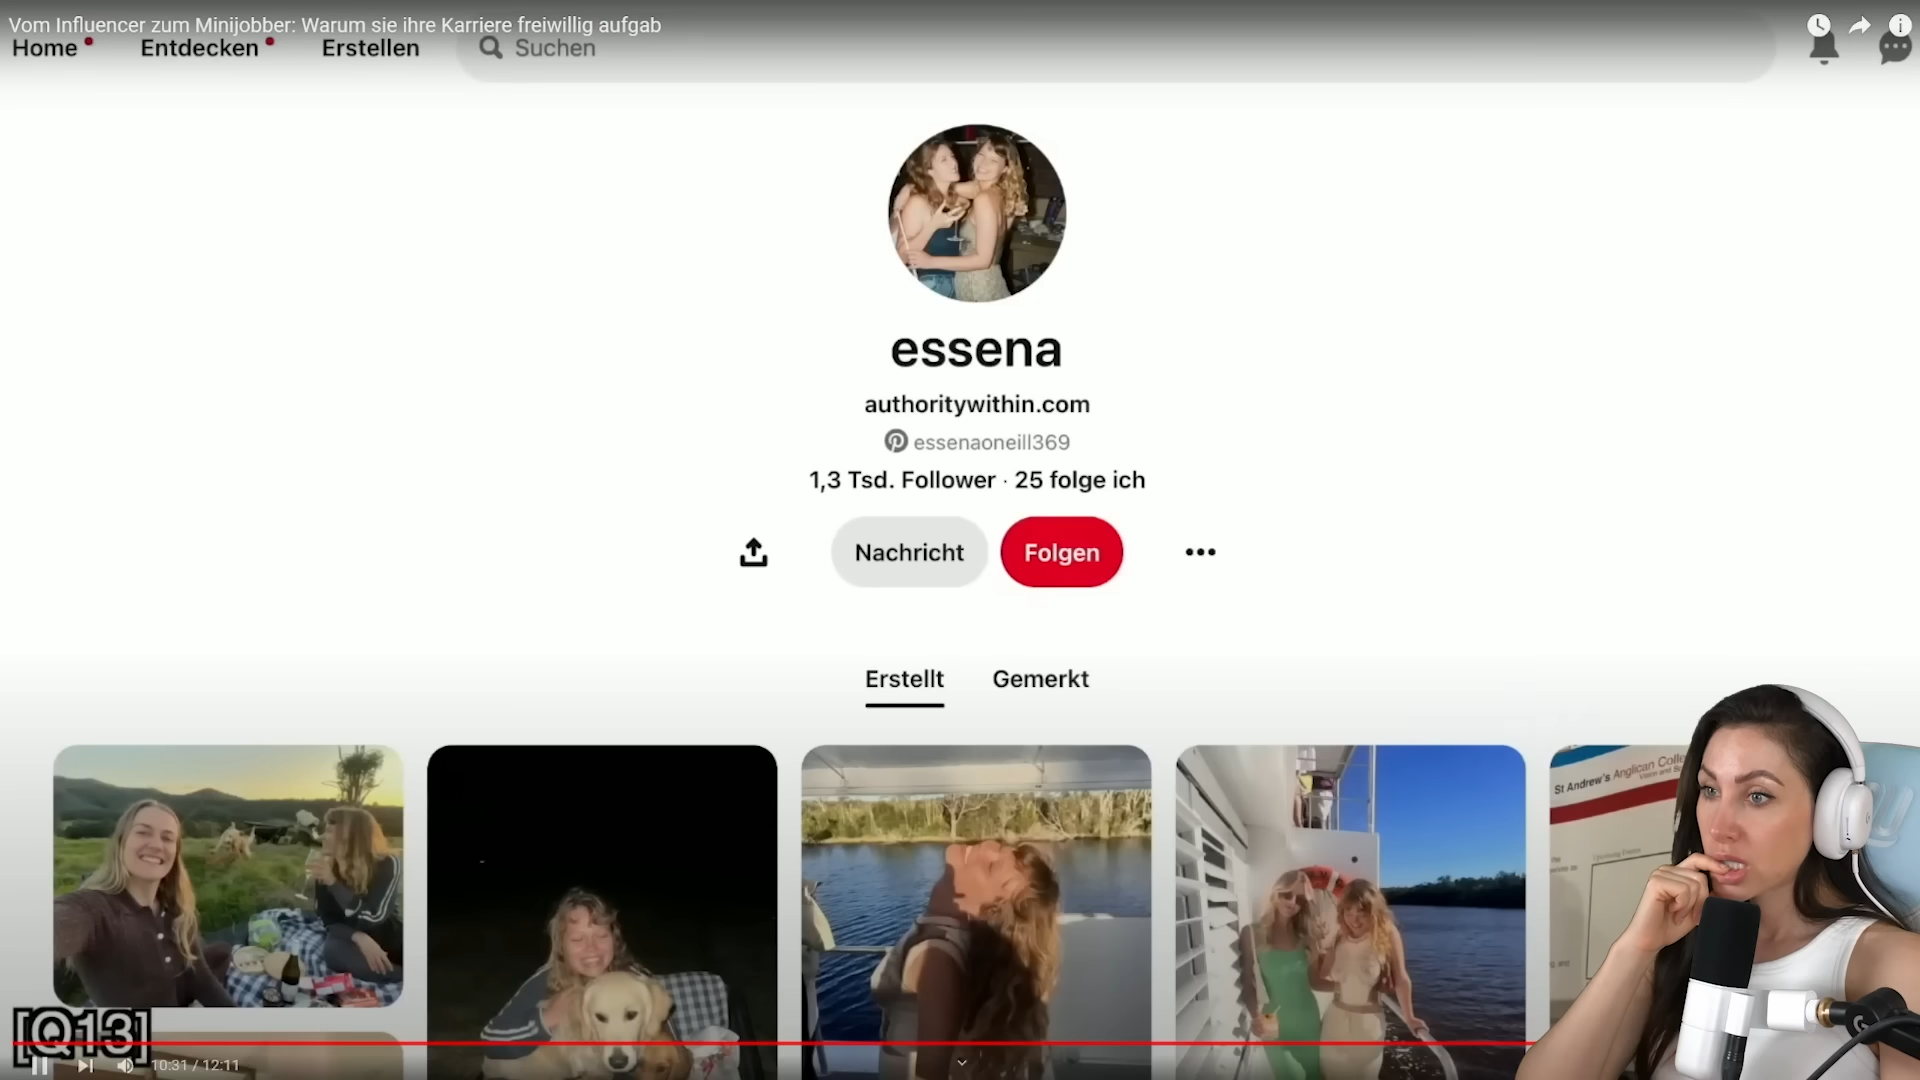 Vom Influencer zum Minijobber: Warum sie ihre Karriere freiwillig aufgab
Home Entdecken Erstellen Suchen
essena
authoritywithin.com
essenaoneill369
1,3 Tsd. Follower · 25 folge ich
Nachricht Folgen
Erstellt Gemerkt
St Andrew's Anglican Colle
[Q13]
10:31 / 12:11